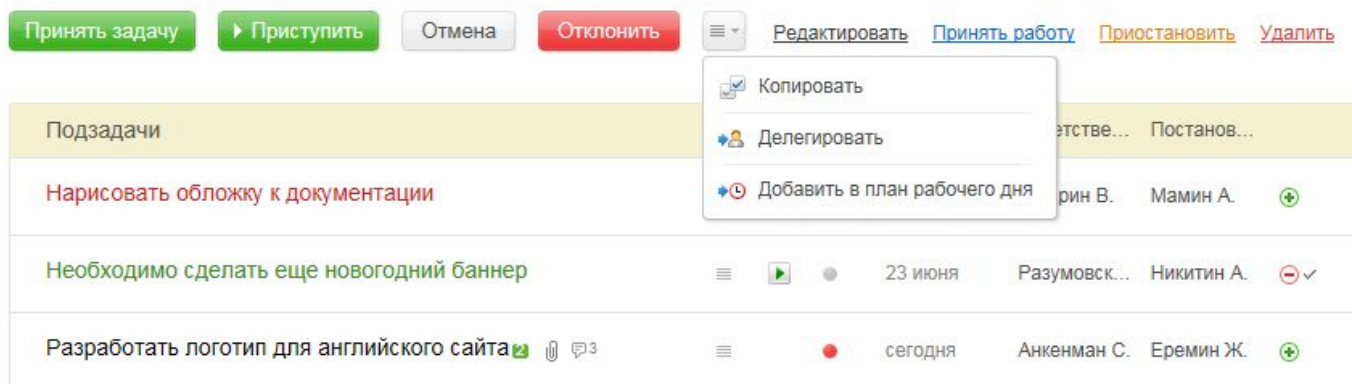 Принять задачу Приступить Отмена Отклонить Редактировать Принять работу Приостановить Удалить
Копировать
Подзадачи Делегировать етстве... Постанов...
Нарисовать обложку к документации Добавить в план рабочего дня рин В. Мамин А.
Необходимо сделать еще новогодний баннер 23 июня Разумовск... Никитин А.
Разработать логотип для английского сайта 2 3 сегодня Анкенман С. Еремин Ж.